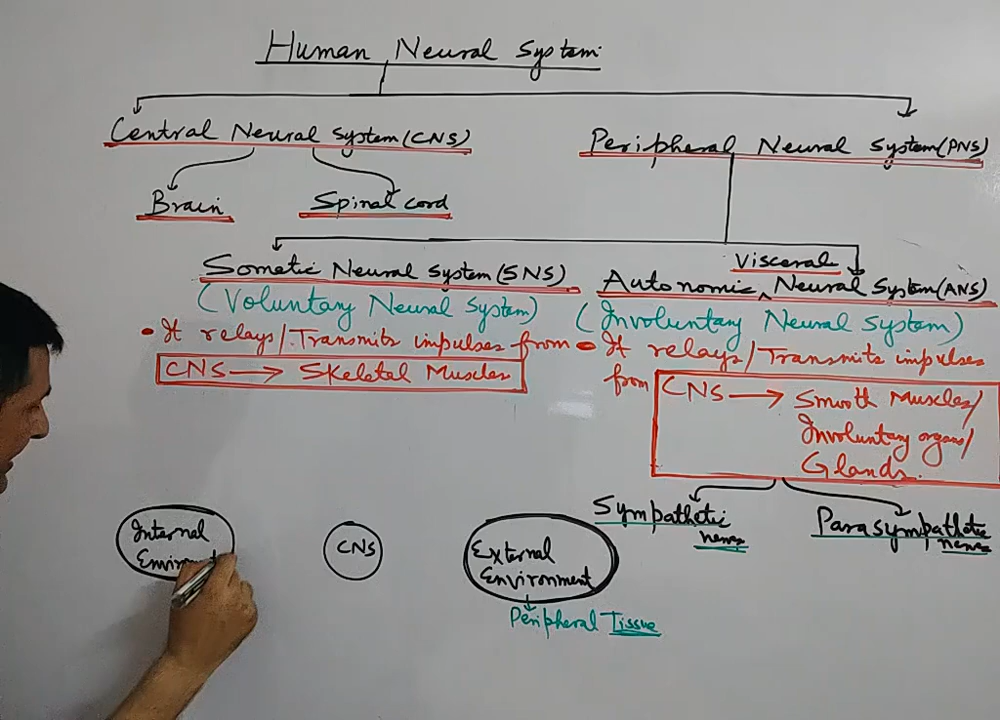 Human Neural System
Central Neural System (CNS)
Peripheral Neural System (PNS)
Brain
Spinal cord
Visceral
Sometic Neural System (SNS)
Autonomic Neural System (ANS)
(Voluntary Neural System)
(Involuntary Neural System)
• It relays/Transmits impulses from
CNS → Skeletal Muscles
• It relays/Transmits impulses
from CNS → Smooth Muscles/
Involuntary organs/
Glands.
Sympathetic
nerves
Parasympathetic
nerves
Internal
CNS
External
Environment
Peripheral Tissue